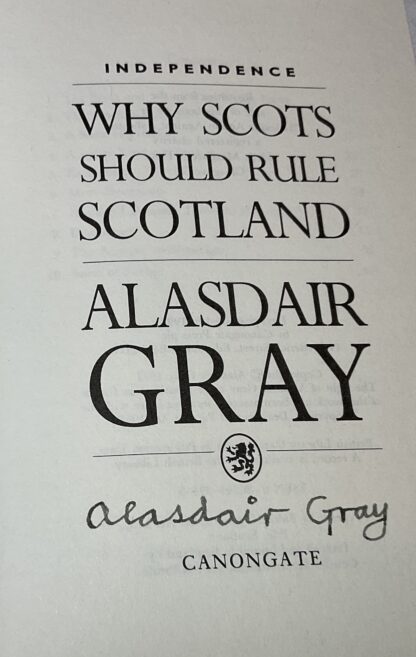 INDEPENDENCE
WHY SCOTS
SHOULD RULE
SCOTLAND
ALASDAIR
GRAY
Alasdair Gray
CANONGATE